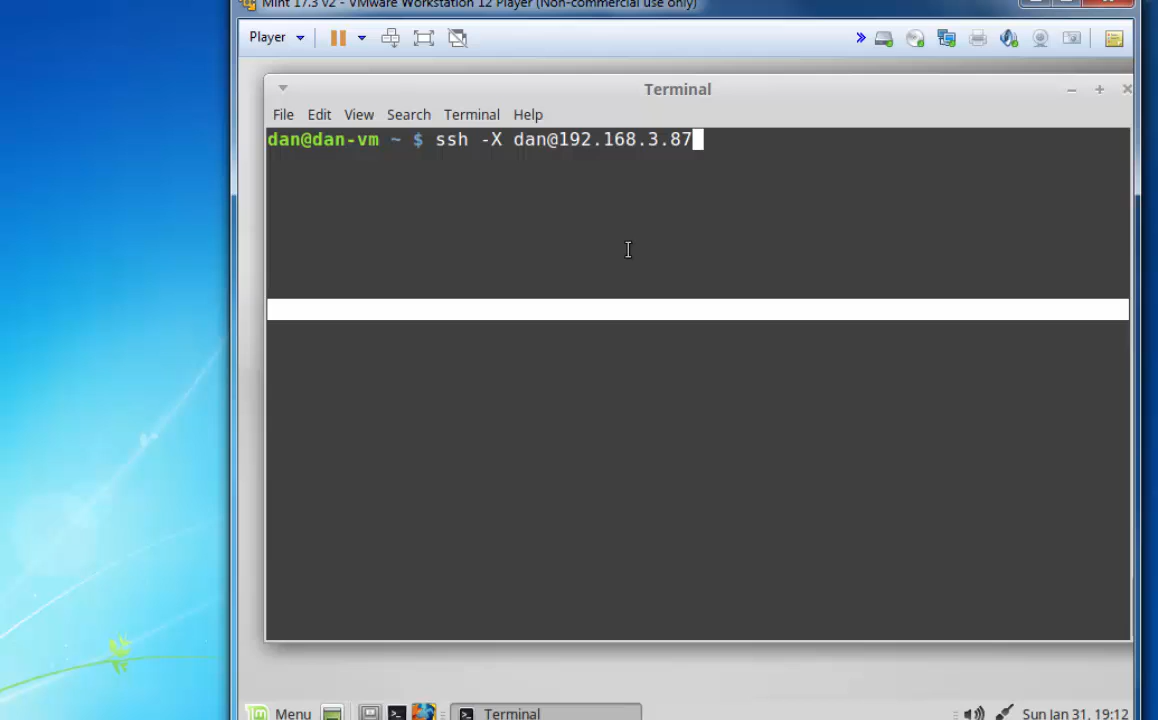 Mint 17.3 v2 - VMware Workstation 12 Player (Non-commercial use only)
Player
Terminal
File Edit View Search Terminal Help
dan@dan-vm ~ $ ssh -X dan@192.168.3.87
Menu Terminal Sun Jan 31, 19:12